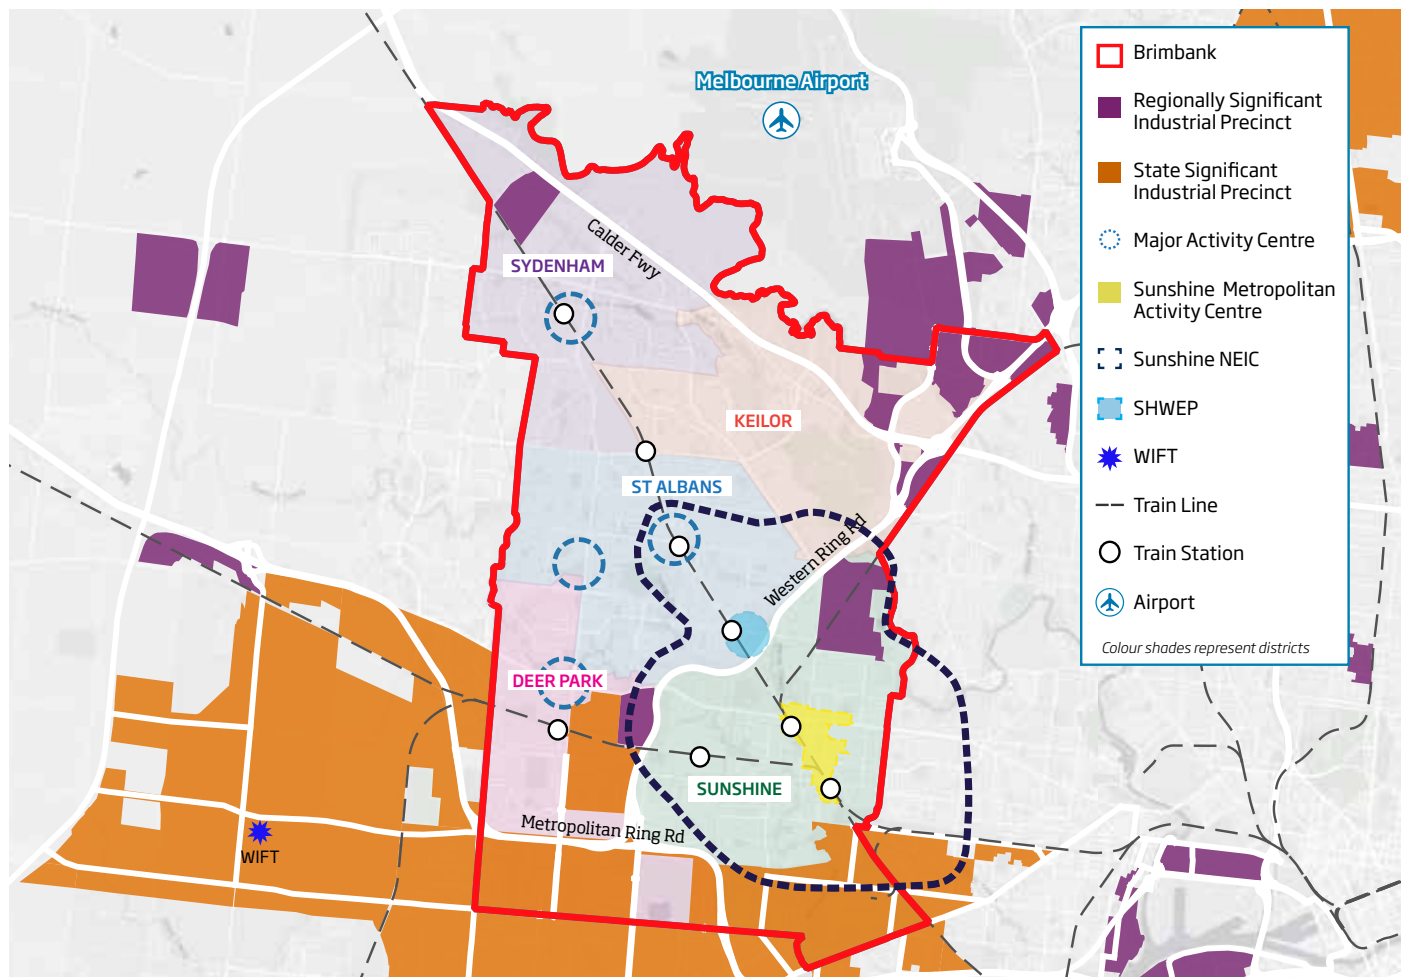 Melbourne Airport
Calder Fwy
SYDENHAM
KEILOR
ST ALBANS
Western Ring Rd
DEER PARK
SUNSHINE
Metropolitan Ring Rd
WIFT
Brimbank
Regionally Significant
Industrial Precinct
State Significant
Industrial Precinct
Major Activity Centre
Sunshine Metropolitan
Activity Centre
Sunshine NEIC
SHWEP
WIFT
Train Line
Train Station
Airport
Colour shades represent districts